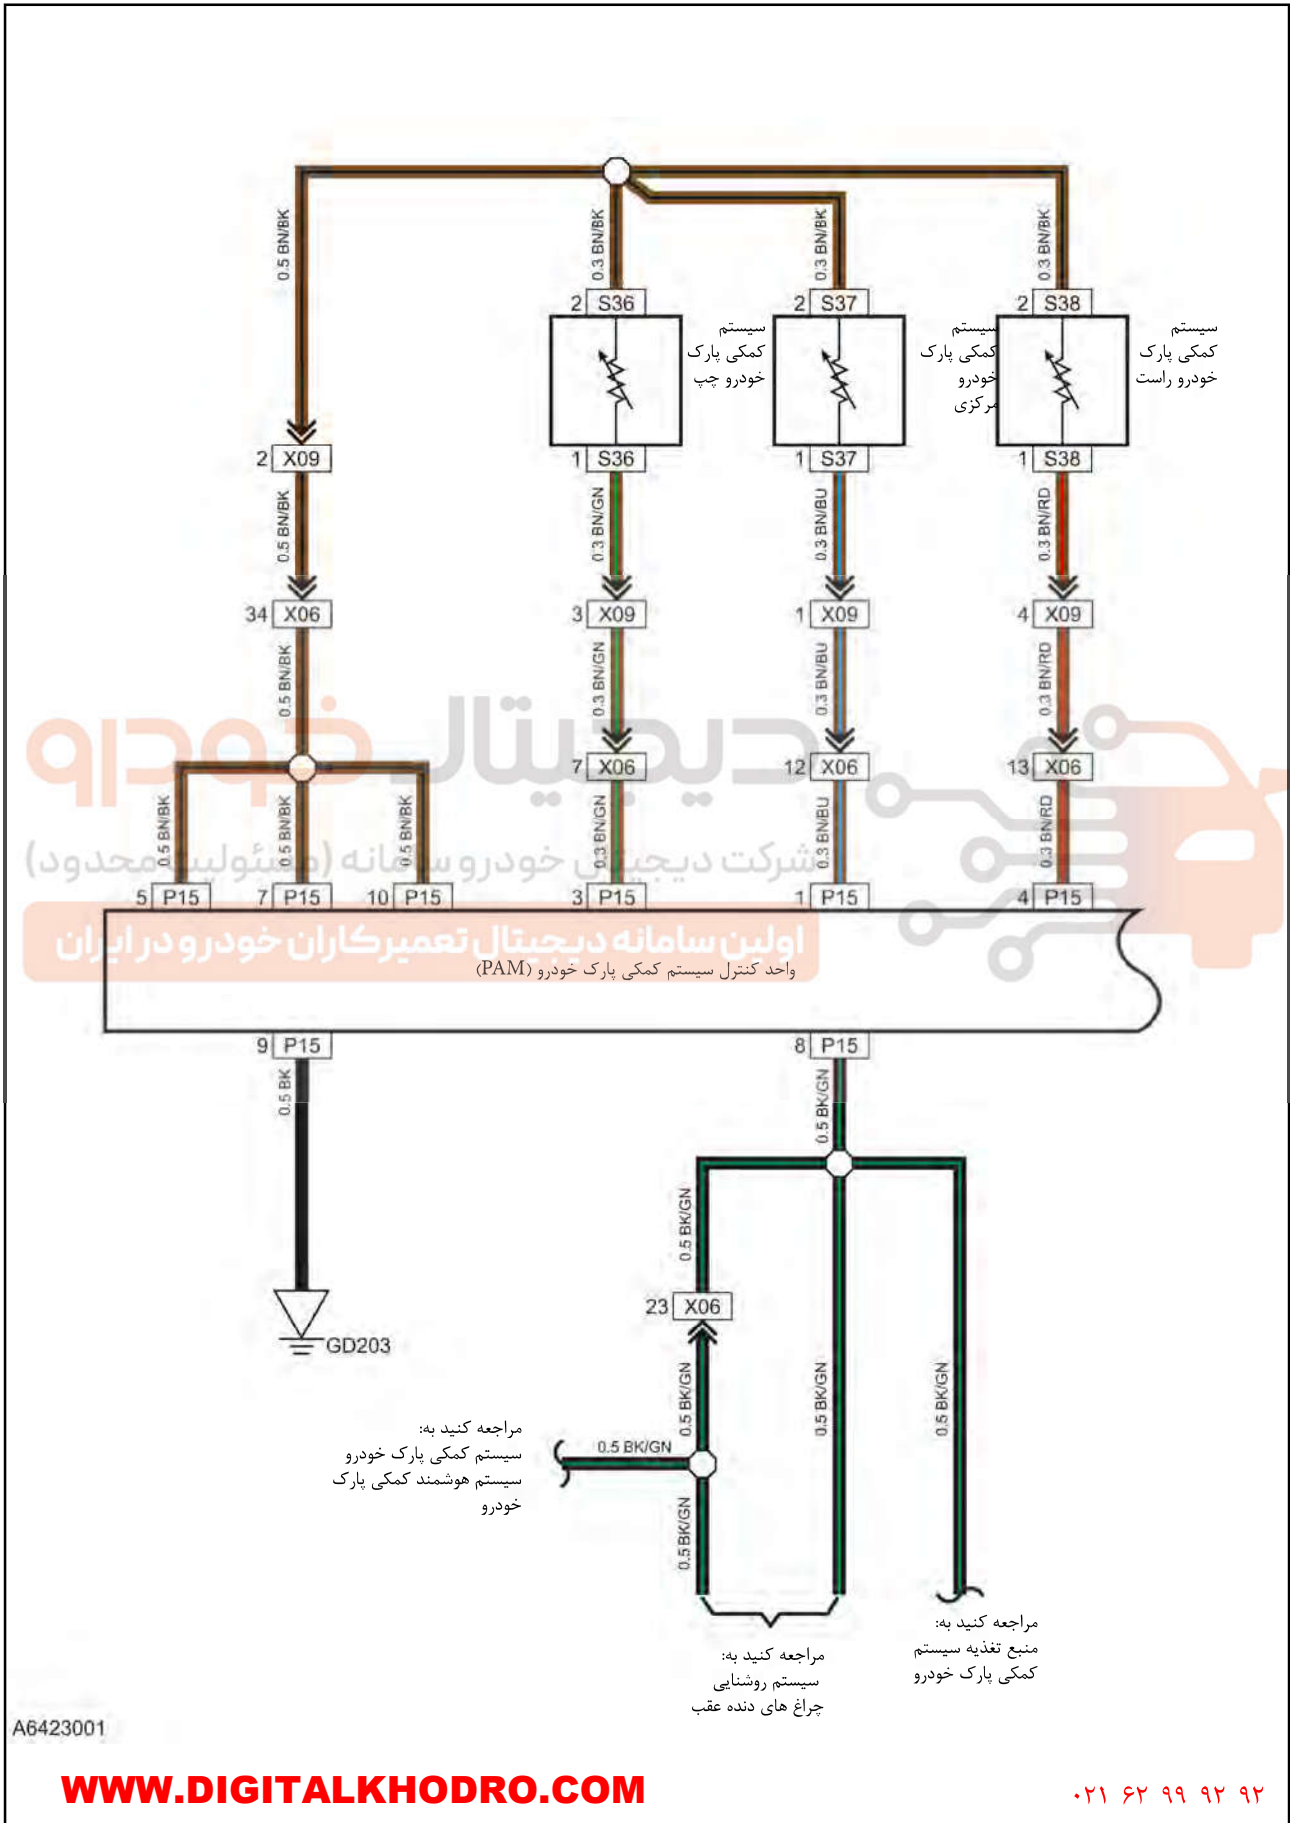 0.5 BN/BK
0.3 BN/BK
0.3 BN/BK
0.3 BN/BK
2 S36
2 S37
2 S38
سیستم
کمکی پارک
خودرو چپ
سیستم
کمکی پارک
خودرو
مرکزی
سیستم
کمکی پارک
خودرو راست
2 X09
1 S36
1 S37
1 S38
0.5 BN/BK
0.3 BN/GN
0.3 BN/BU
0.3 BN/RD
34 X06
3 X09
1 X09
4 X09
0.5 BN/BK
0.3 BN/GN
0.3 BN/BU
0.3 BN/RD
دیجیتال خودرو
7 X06
12 X06
13 X06
0.5 BN/BK
0.5 BN/BK
0.5 BN/BK
0.3 BN/GN
0.3 BN/BU
0.3 BN/RD
شرکت دیجیتال خودرو سامانه (مسئولیت محدود)
5 P15
7 P15
10 P15
3 P15
1 P15
4 P15
اولین سامانه دیجیتال تعمیرکاران خودرو در ایران
واحد کنترل سیستم کمکی پارک خودرو (PAM)
9 P15
8 P15
0.5 BK
0.5 BK/GN
0.5 BK/GN
23 X06
GD203
0.5 BK/GN
0.5 BK/GN
0.5 BK/GN
مراجعه کنید به:
سیستم کمکی پارک خودرو
سیستم هوشمند کمکی پارک
خودرو
0.5 BK/GN
0.5 BK/GN
مراجعه کنید به:
منبع تغذیه سیستم
کمکی پارک خودرو
مراجعه کنید به:
سیستم روشنایی
چراغ های دنده عقب
A6423001
WWW.DIGITALKHODRO.COM
۰۲۱ ۶۲ ۹۹ ۹۲ ۹۲